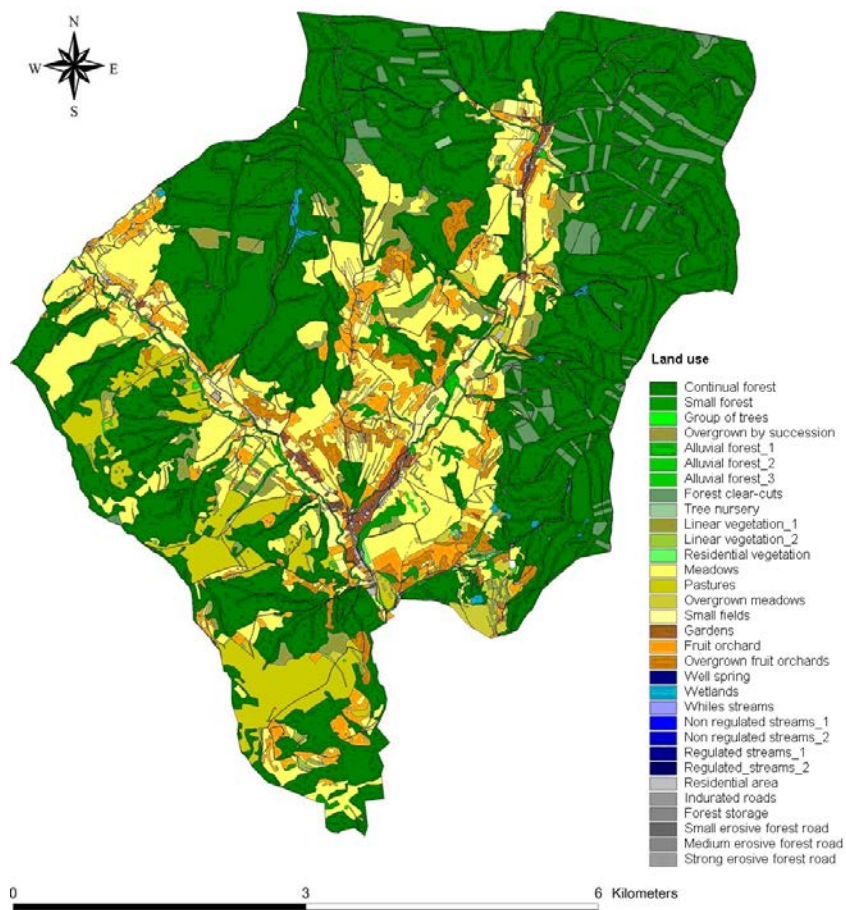 N
W E
S
Land use
Continual forest
Small forest
Group of trees
Overgrown by succession
Alluvial forest_1
Alluvial forest_2
Alluvial forest_3
Forest clear-cuts
Tree nursery
Linear vegetation_1
Linear vegetation_2
Residential vegetation
Meadows
Pastures
Overgrown meadows
Small fields
Gardens
Fruit orchard
Overgrown fruit orchards
Well spring
Wetlands
Whiles streams
Non regulated streams_1
Non regulated streams_2
Regulated streams_1
Regulated_streams_2
Residential area
Indurated roads
Forest storage
Small erosive forest road
Medium erosive forest road
Strong erosive forest road
0 3 6 Kilometers